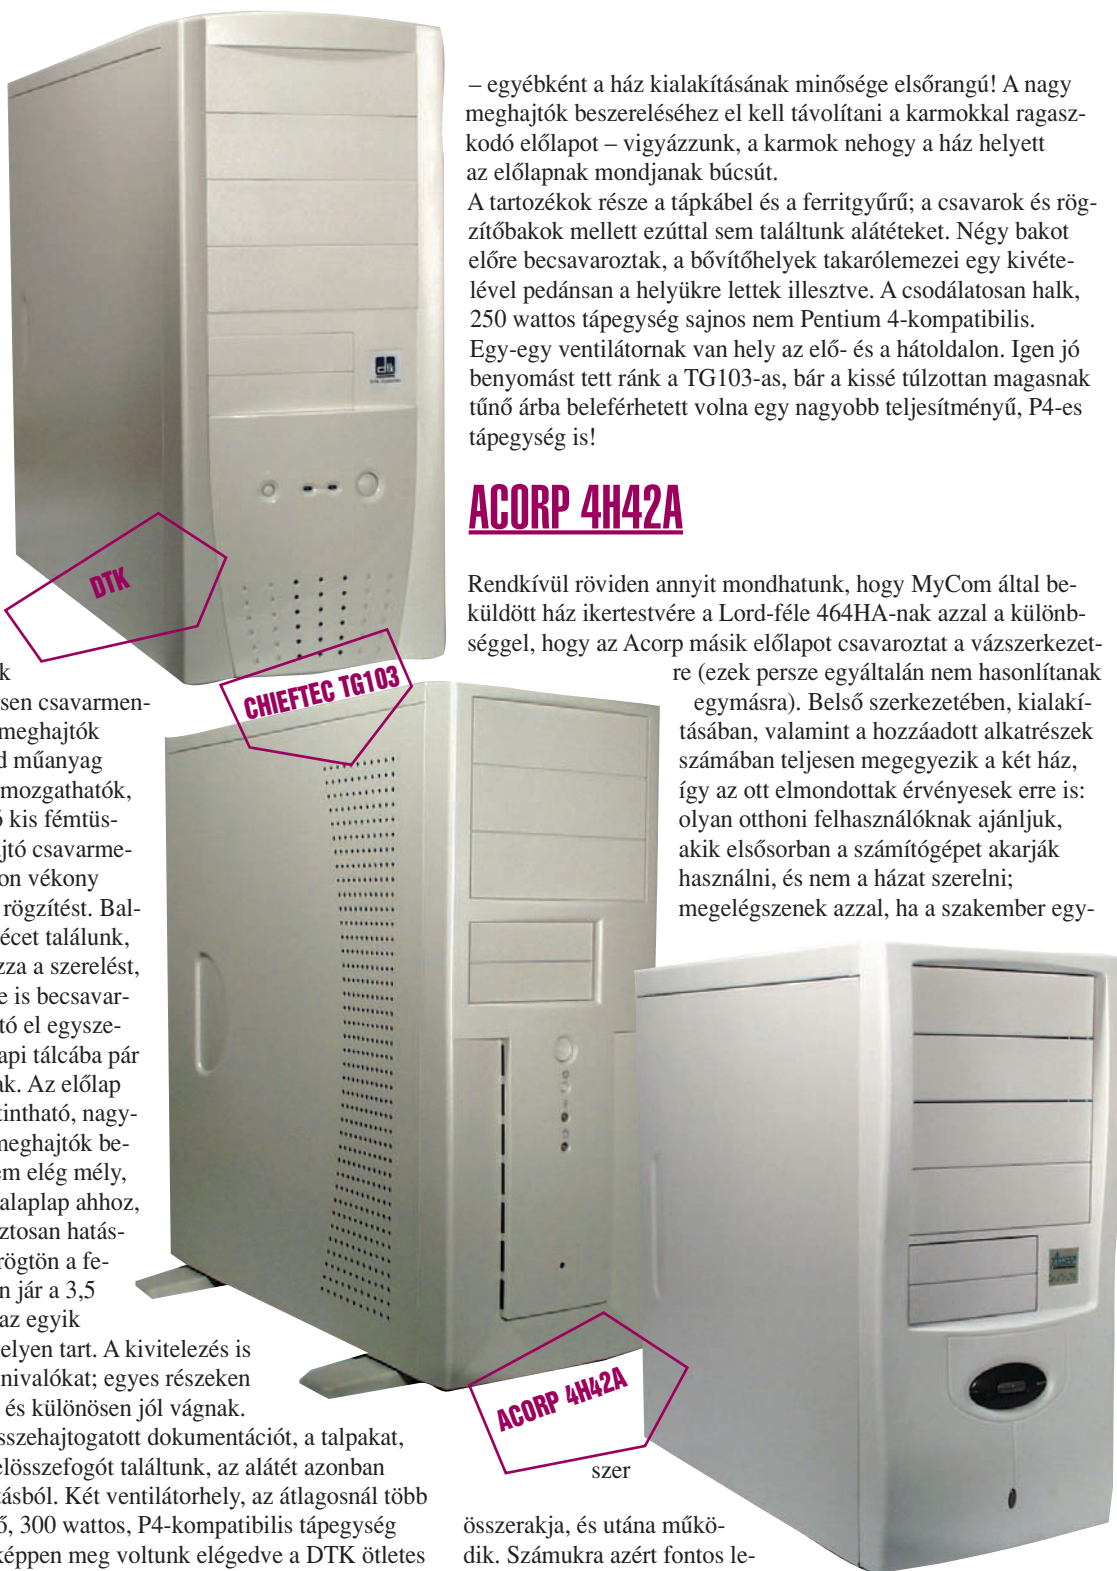 – egyébként a ház kialakításának minősége elsőrangú! A nagy
meghajtók beszereléséhez el kell távolítani a karmokkal ragasz-
kodó előlapot – vigyázzunk, a karmok nehogy a ház helyett
az előlapnak mondjanak búcsút.
A tartozékok része a tápkábel és a ferritgyűrű; a csavarok és rög-
zítőbakok mellett ezúttal sem találtunk alátéteket. Négy bakot
előre becsavaroztak, a bővítőhelyek takarólemezei egy kivéte-
lével pedánsan a helyükre lettek illesztve. A csodálatosan halk,
250 wattos tápegység sajnos nem Pentium 4-kompatibilis.
Egy-egy ventilátornak van hely az elő- és a hátoldalon. Igen jó
benyomást tett ránk a TG103-as, bár a kissé túlzottan magasnak
tűnő árba beleférhetett volna egy nagyobb teljesítményű, P4-es
tápegység is!
ACORP 4H42A
Rendkívül röviden annyit mondhatunk, hogy MyCom által be-
küldött ház ikertestvére a Lord-féle 464HA-nak azzal a különb-
séggel, hogy az Acorp másik előlapot csavaroztat a vázszerkezet-
re (ezek persze egyáltalán nem hasonlítanak
egymásra). Belső szerkezetében, kialakí-
tásában, valamint a hozzáadott alkatrészek
számában teljesen megegyezik a két ház,
így az ott elmondottak érvényesek erre is:
olyan otthoni felhasználóknak ajánljuk,
akik elsősorban a számítógépet akarják
használni, és nem a házat szerelni;
megelégszenek azzal, ha a szakember egy-
szer
összerakja, és utána műkö-
dik. Számukra azért fontos le-
DTK
CHIEFTEC TG103
ACORP 4H42A
k
sen csavarmen-
meghajtók
d műanyag
mozgathatók,
ó kis fémtüs-
jtó csavarme-
on vékony
rögzítést. Bal-
écet találunk,
zza a szerelést,
e is becsavar-
tó el egysze-
api tálcába pár
ak. Az előlap
tintható, nagy-
meghajtók be-
em elég mély,
alaplap ahhoz,
ztosan hatás-
rögtön a fe-
n jár a 3,5
az egyik
elyen tart. A kivitelezés is
nivalókat; egyes részeken
és különösen jól vágnak.
sszehajtogatott dokumentációt, a talpakat,
elösszefogót találtunk, az alátét azonban
tásból. Két ventilátorhely, az átlagosnál több
ő, 300 wattos, P4-kompatibilis tápegység
képpen meg voltunk elégedve a DTK ötletes